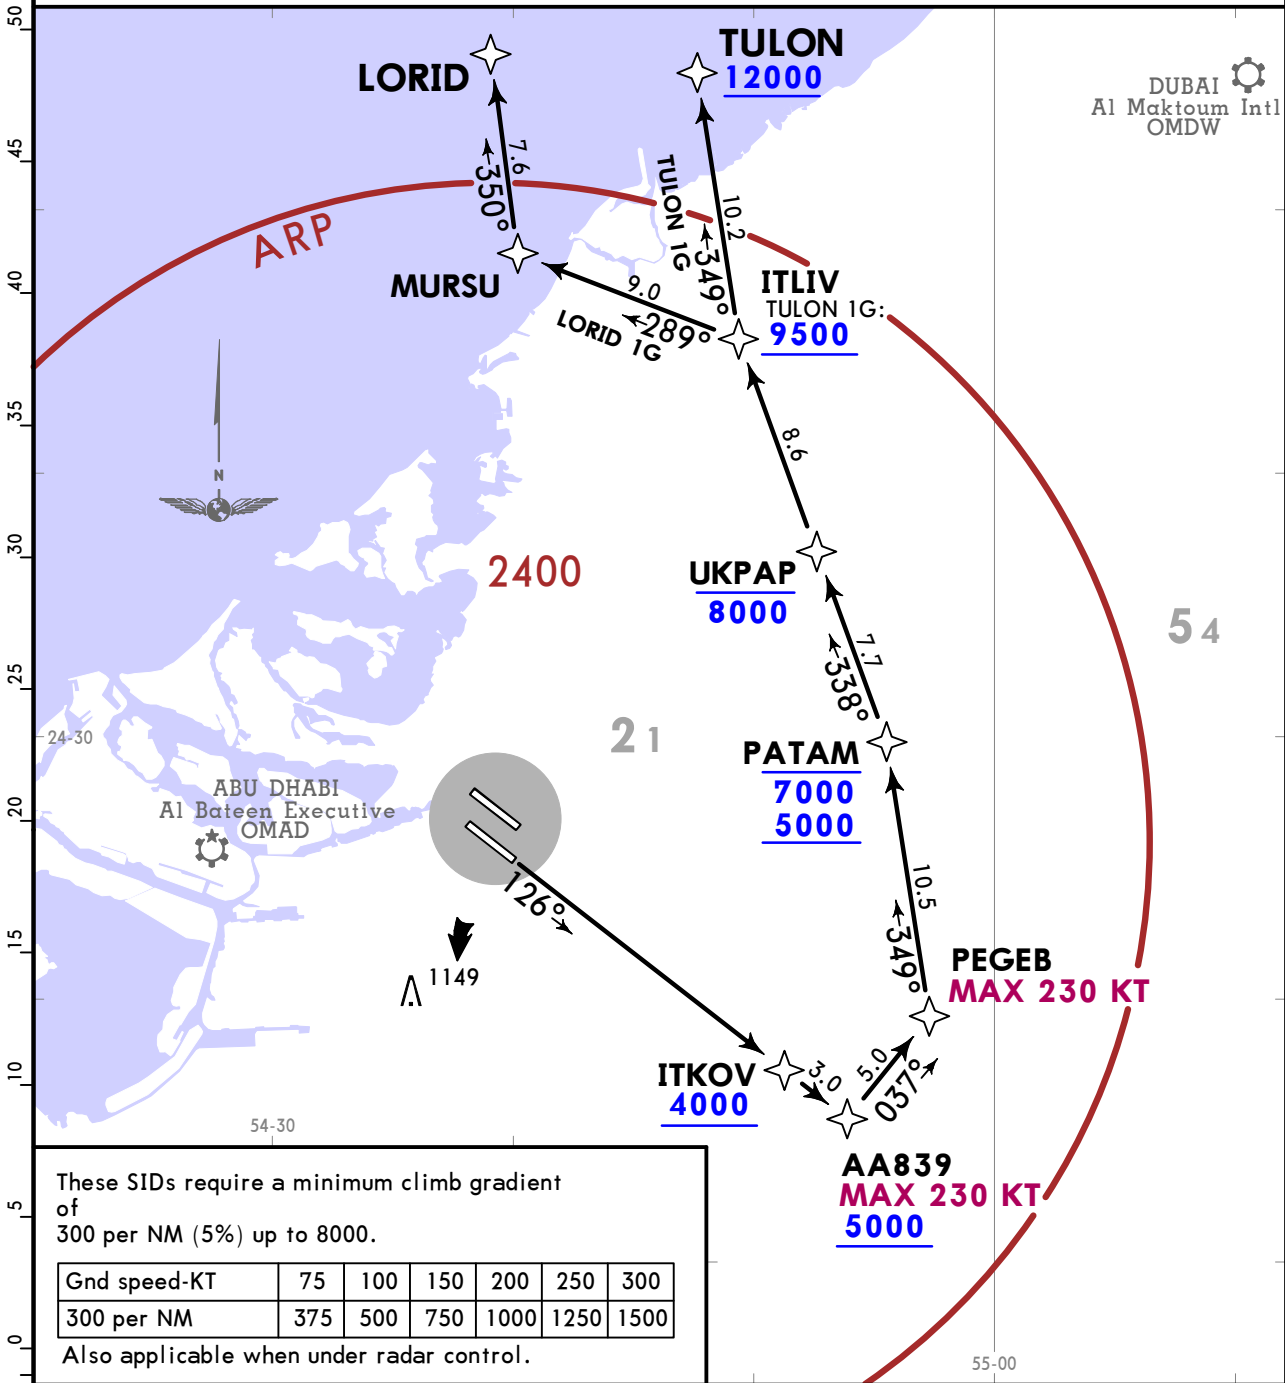 50
45
40
35
30
25
20
15
10
5
0
LORID
TULON
12000
DUBAI
Al Maktoum Intl
OMDW
7.6
350°
TULON 1G
10.2
349°
ARP
MURSU
9.0
289°
LORID 1G
ITLIV
TULON 1G:
9500
N
8.6
2400
UKPAP
8000
54
7.7
338°
24-30
21
PATAM
7000
5000
ABU DHABI
Al Bateen Executive
OMAD
126°
10.5
349°
1149
PEGEB
MAX 230 KT
ITKOV
4000
3.0
5.0
037°
54-30
AA839
MAX 230 KT
5000
These SIDs require a minimum climb gradient
of
300 per NM (5%) up to 8000.
Gnd speed-KT 75 100 150 200 250 300
300 per NM 375 500 750 1000 1250 1500
Also applicable when under radar control.
55-00